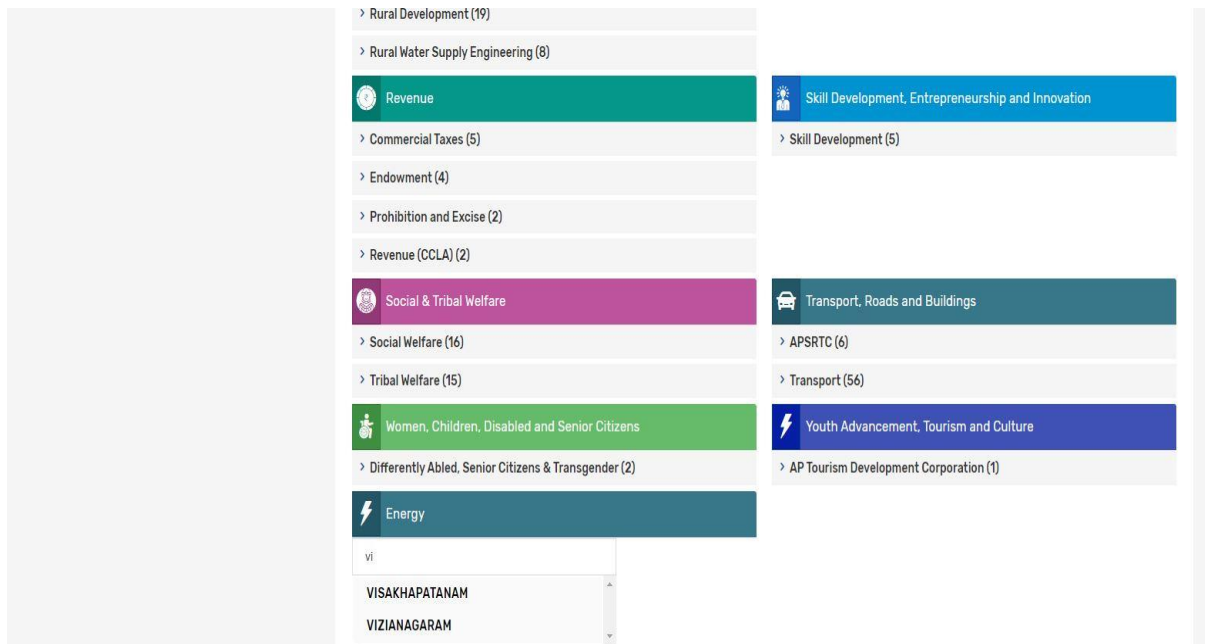 Rural Development (19)
Rural Water Supply Engineering (8)
Revenue
Commercial Taxes (5)
Endowment (4)
Prohibition and Excise (2)
Revenue (CCLA) (2)
Skill Development, Entrepreneurship and Innovation
Skill Development (5)
Social & Tribal Welfare
Social Welfare (16)
Tribal Welfare (15)
Transport, Roads and Buildings
APSRTC (6)
Transport (56)
Women, Children, Disabled and Senior Citizens
Differently Abled, Senior Citizens & Transgender (2)
Youth Advancement, Tourism and Culture
AP Tourism Development Corporation (1)
Energy
vi
VISAKHAPATANAM
VIZIANAGARAM